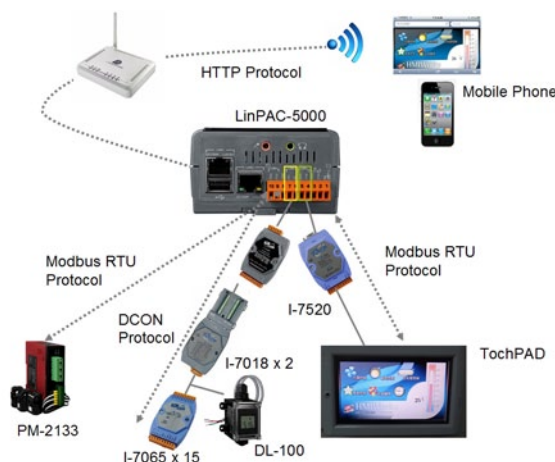 HTTP Protocol
Mobile Phone
LinPAC-5000
Modbus RTU
Protocol
Modbus RTU
Protocol
I-7520
DCON
Protocol
I-7018 x 2
TochPAD
PM-2133
I-7065 x 15
DL-100